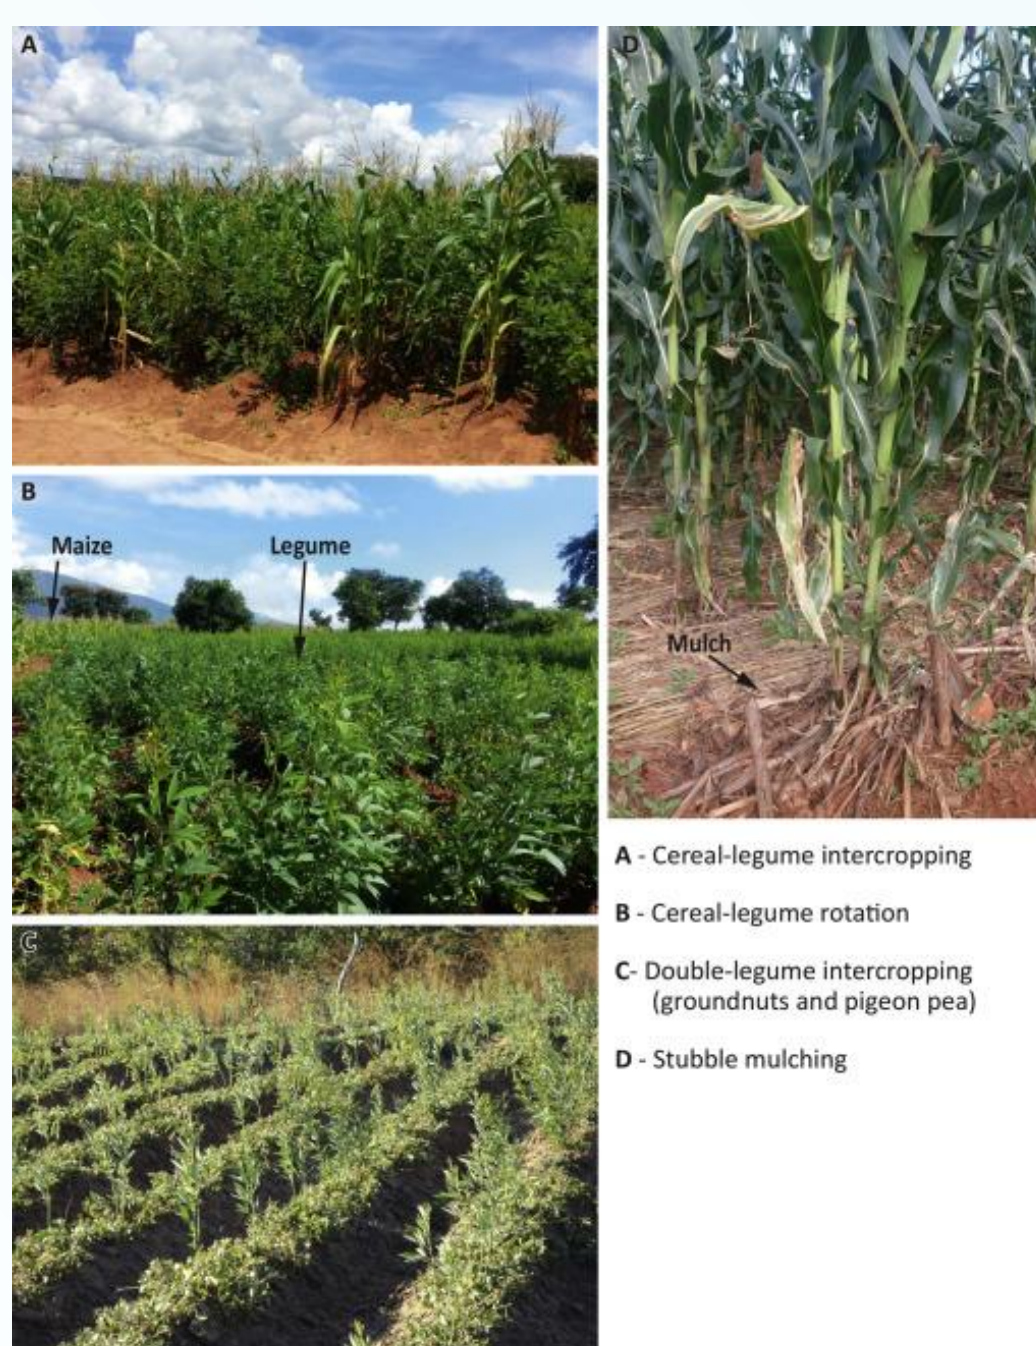 A
D
B
Maize
Legume
Mulch
C
A - Cereal-legume intercropping
B - Cereal-legume rotation
C- Double-legume intercropping
(groundnuts and pigeon pea)
D - Stubble mulching